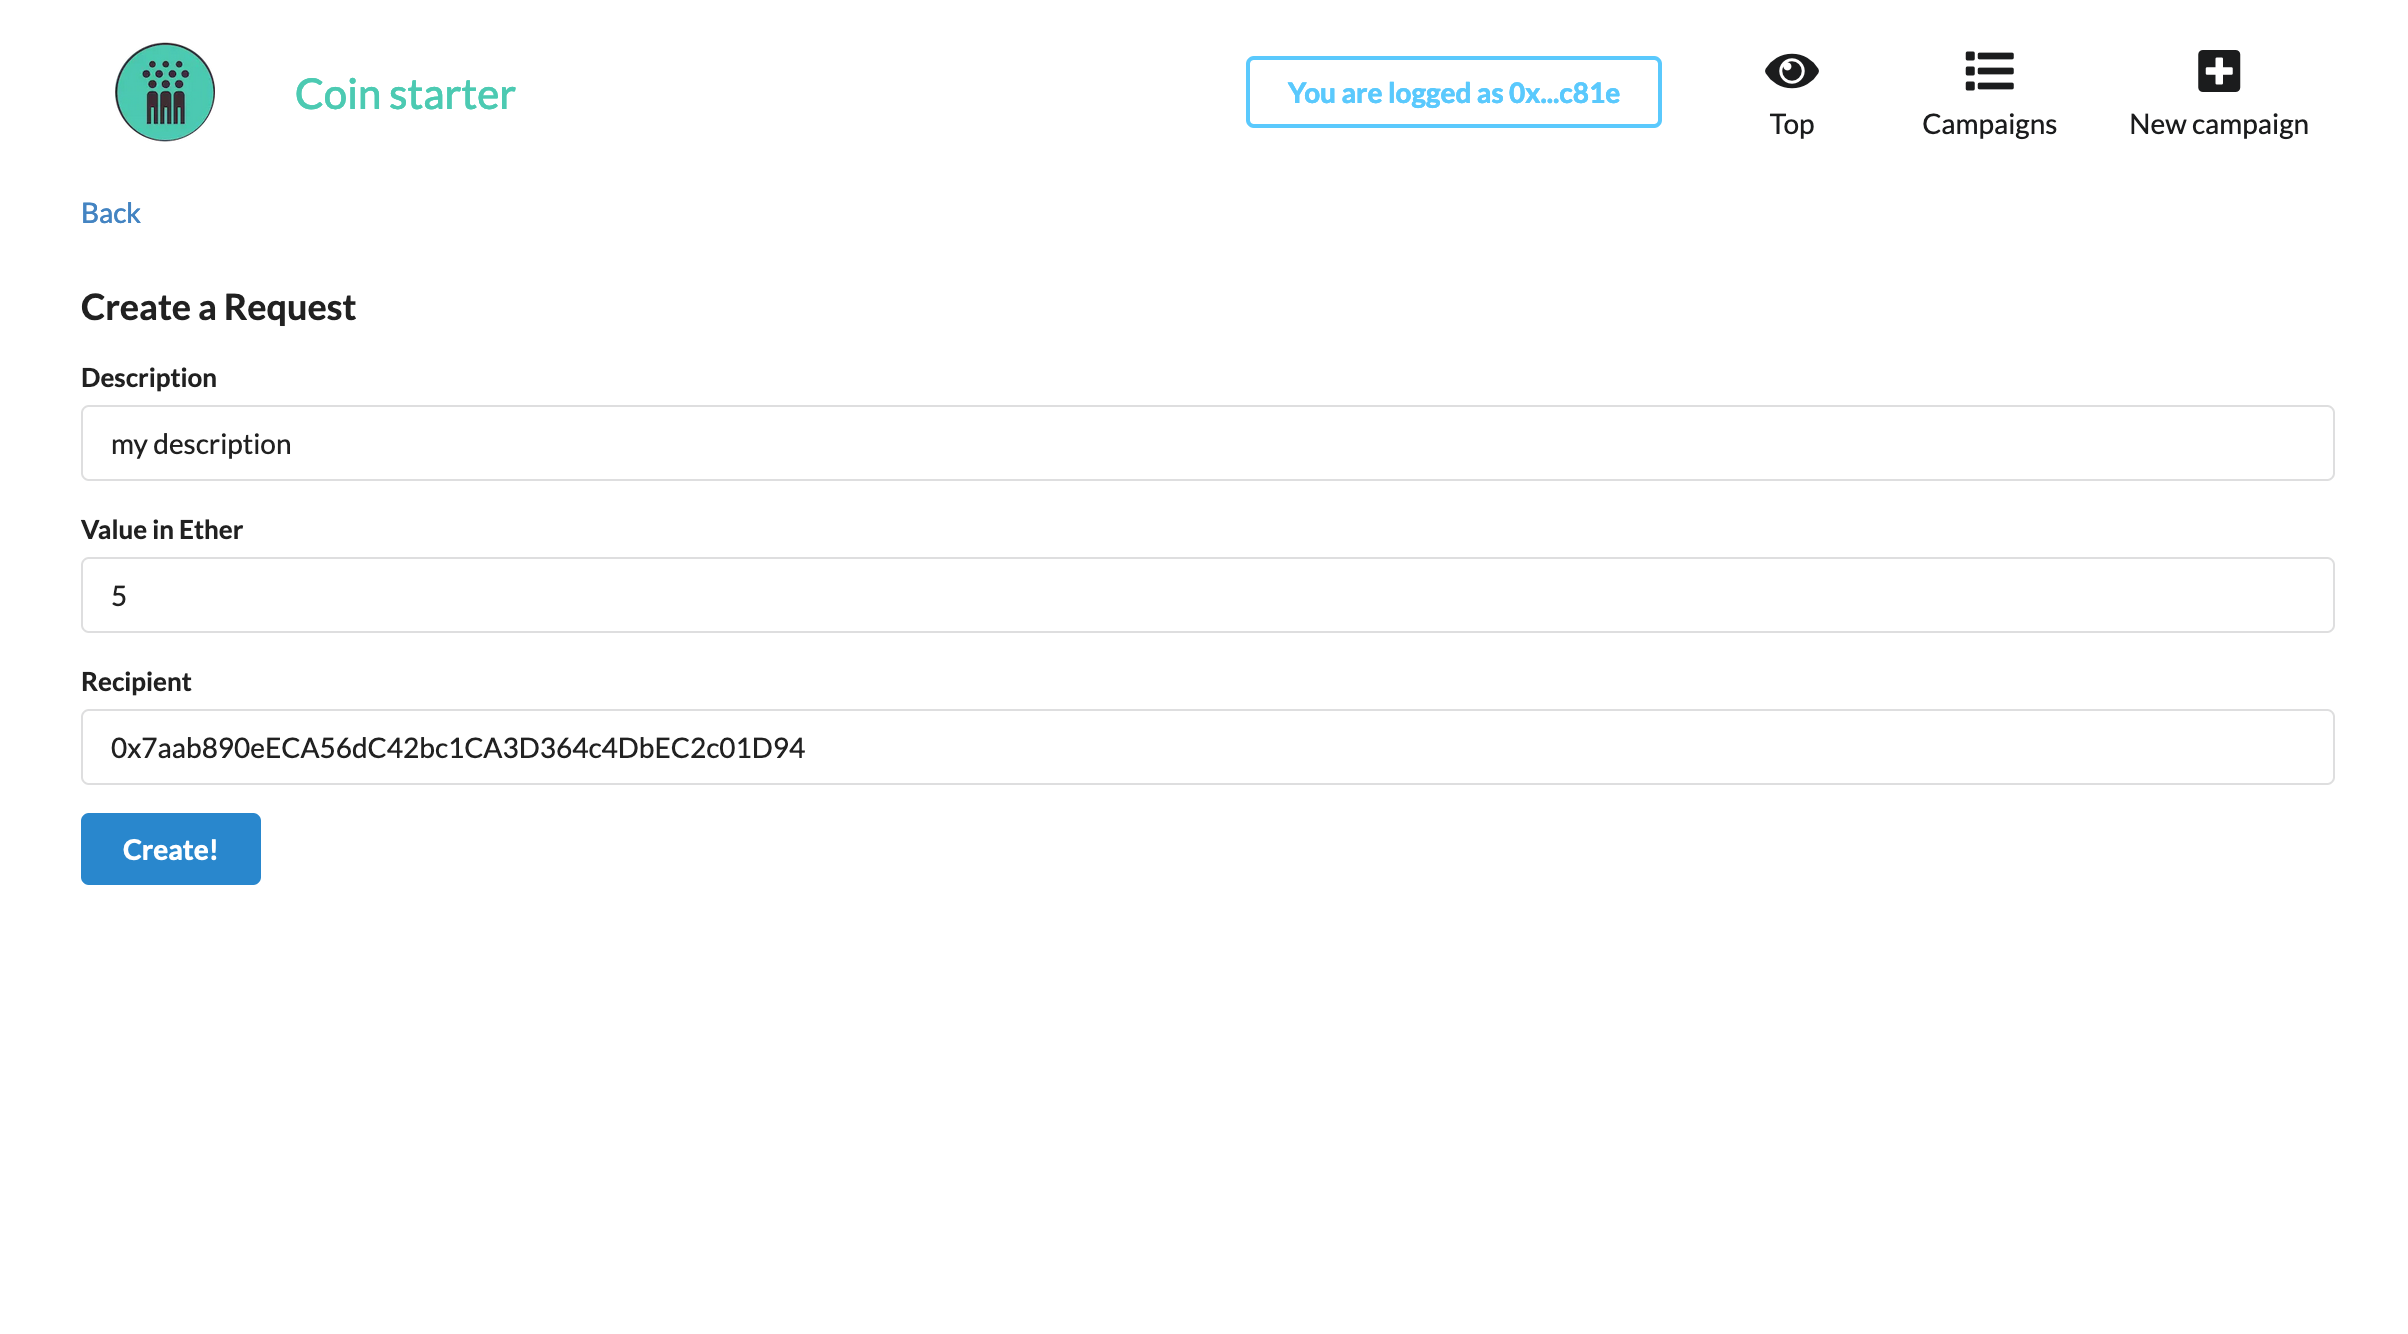 Coin starter
You are logged as 0x...c81e
Top
Campaigns
New campaign
Back
Create a Request
Description
my description
Value in Ether
5
Recipient
0x7aab890eECA56dC42bc1CA3D364c4DbEC2c01D94
Create!